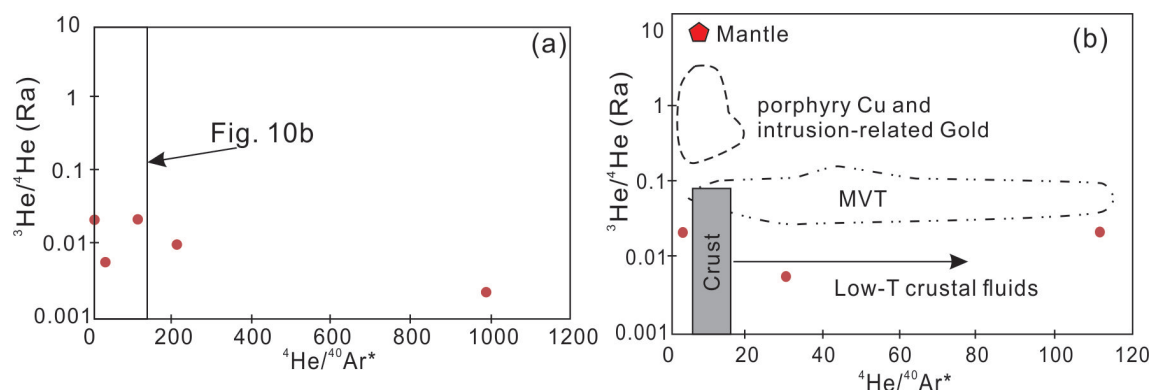 10
1
0.1
0.01
0.001
³He/⁴He (Ra)
(a)
Fig. 10b
0
200
400
600
800
1000
1200
⁴He/⁴⁰Ar*
10
1
0.1
0.01
0.001
³He/⁴He (Ra)
(b)
Mantle
porphyry Cu and
intrusion-related Gold
MVT
Crust
Low-T crustal fluids
0
20
40
60
80
100
120
⁴He/⁴⁰Ar*